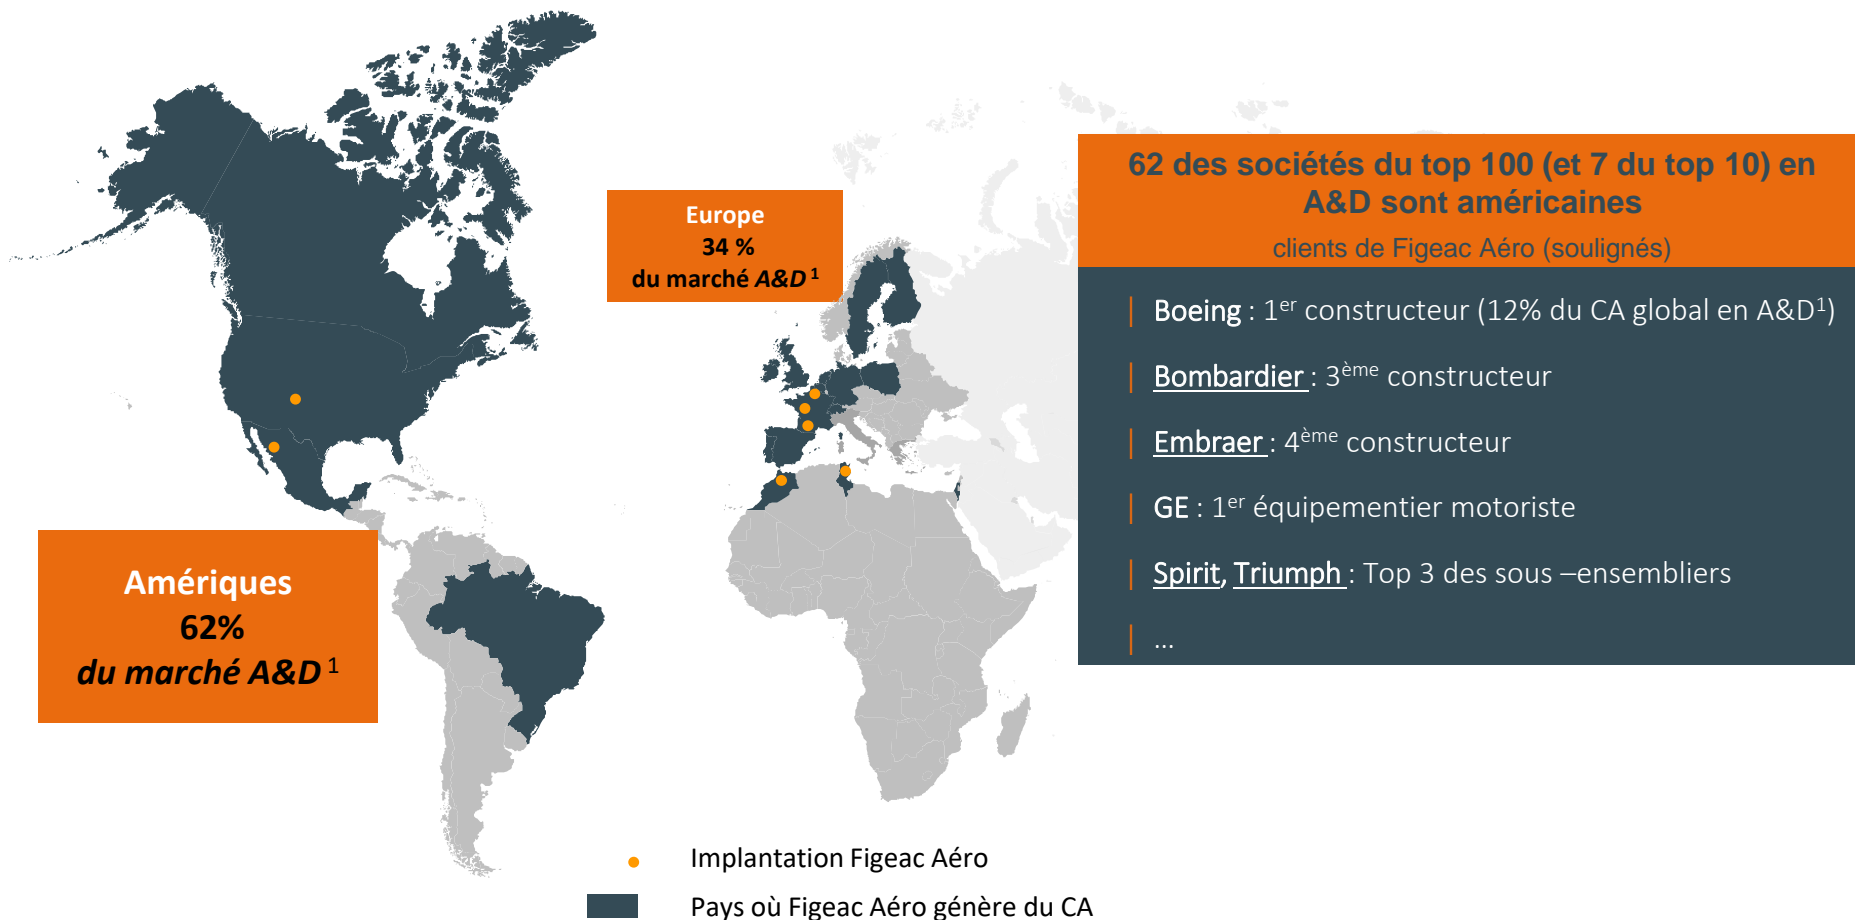 Europe
34 %
du marché A&D 1
62 des sociétés du top 100 (et 7 du top 10) en
A&D sont américaines
clients de Figeac Aéro (soulignés)
| Boeing : 1er constructeur (12% du CA global en A&D1)
| Bombardier : 3ème constructeur
| Embraer : 4ème constructeur
| GE : 1er équipementier motoriste
| Spirit, Triumph : Top 3 des sous –ensembliers
| ...
Amériques
62%
du marché A&D 1
Implantation Figeac Aéro
Pays où Figeac Aéro génère du CA